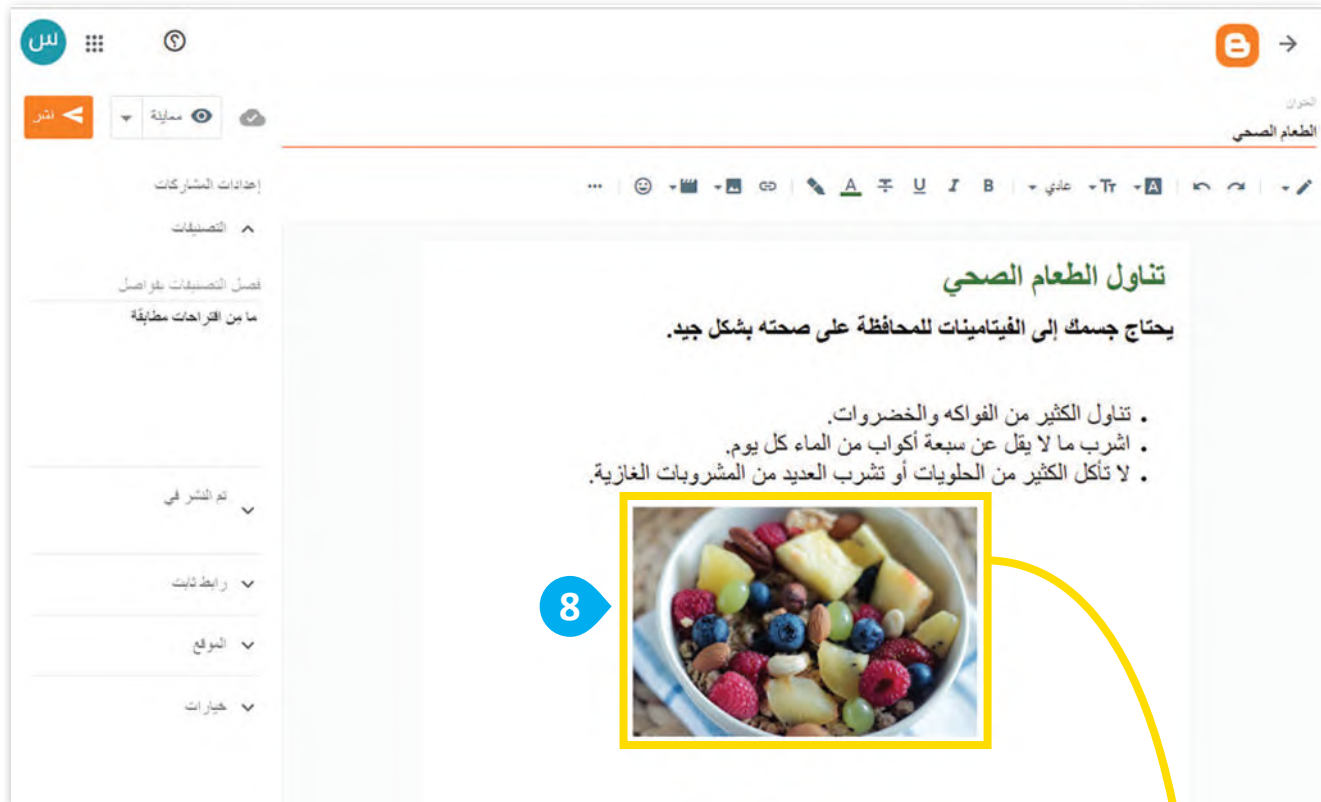 س
العنوان
الطعام الصحي
نشر
معاينة
عادي
إعدادات المشاركات
التصنيفات
فصل التصنيفات بفواصل
ما مِن اقتراحات مطابقة
تم النشر في
رابط ثابت
الموقع
خيارات
تناول الطعام الصحي
يحتاج جسمك إلى الفيتامينات للمحافظة على صحته بشكل جيد.
• تناول الكثير من الفواكه والخضروات.
• اشرب ما لا يقل عن سبعة أكواب من الماء كل يوم.
• لا تأكل الكثير من الحلويات أو تشرب العديد من المشروبات الغازية.
8